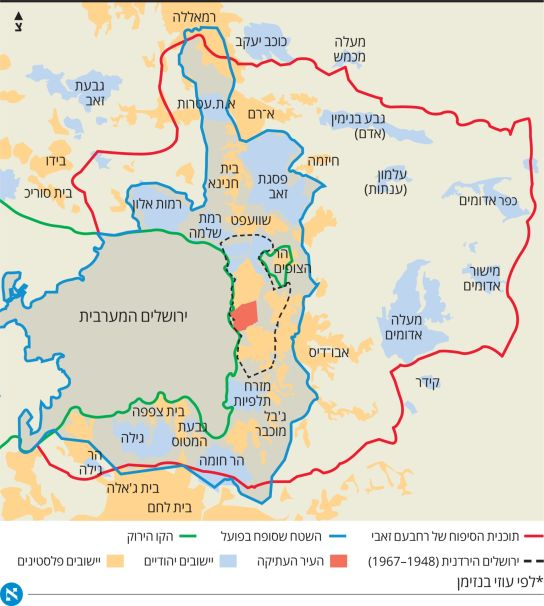 צ
רמאללה
כוכב יעקב
מעלה
מכמש
גבעת
זאב
א.ת. עטרות
א-רם
גבע בנימין
(אדם)
בידו
בית
חנינא
פסגת
זאב
חיזמה
עלמון
(ענתות)
בית סוריכ
רמות אלון
כפר אדומים
רמת
שלמה
שועפט
הר
הצופים
מישור
אדומים
ירושלים המערבית
מעלה
אדומים
אבו-דיס
קידר
מזרח
תלפיות
בית צפפה
ג'בל
מוכבר
גבעת
המטוס
גילה
הר
גילה
הר חומה
בית ג'אלה
בית לחם
תוכנית הסיפוח של רחבעם זאבי
השטח שסופח בפועל
הקו הירוק
ירושלים הירדנית (1948–1967)
העיר העתיקה
יישובים יהודיים
יישובים פלסטינים
*לפי עוזי בנזימן
א